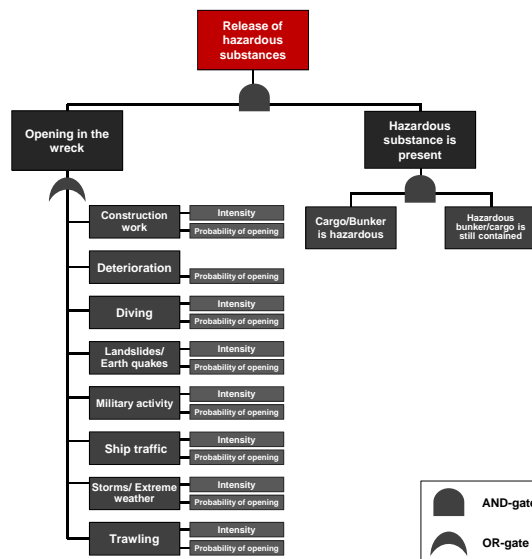 Release of
hazardous
substances
Opening in the
wreck
Hazardous
substance is
present
Cargo/Bunker
is hazardous
Hazardous
bunker/cargo is
still contained
Construction
work
Intensity
Probability of opening
Deterioration
Probability of opening
Diving
Intensity
Probability of opening
Landslides/
Earth quakes
Intensity
Probability of opening
Military activity
Intensity
Probability of opening
Ship traffic
Intensity
Probability of opening
Storms/ Extreme
weather
Intensity
Probability of opening
Trawling
Intensity
Probability of opening
AND-gate
OR-gate